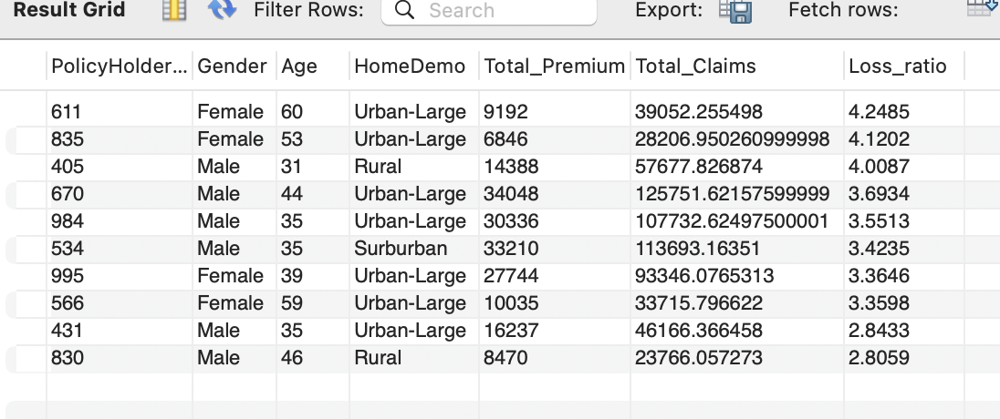 Result Grid Filter Rows: Search Export: Fetch rows:
PolicyHolder... Gender Age HomeDemo Total_Premium Total_Claims Loss_ratio
611 Female 60 Urban-Large 9192 39052.255498 4.2485
835 Female 53 Urban-Large 6846 28206.950260999998 4.1202
405 Male 31 Rural 14388 57677.826874 4.0087
670 Male 44 Urban-Large 34048 125751.62157599999 3.6934
984 Male 35 Urban-Large 30336 107732.62497500001 3.5513
534 Male 35 Surburban 33210 113693.16351 3.4235
995 Female 39 Urban-Large 27744 93346.0765313 3.3646
566 Female 59 Urban-Large 10035 33715.796622 3.3598
431 Male 35 Urban-Large 16237 46166.366458 2.8433
830 Male 46 Rural 8470 23766.057273 2.8059